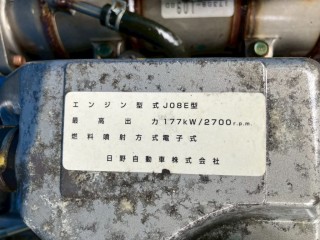 エンジン型式J08E型
最高出力177kW/2700r.p.m.
燃料噴射方式電子式
日野自動車株式会社